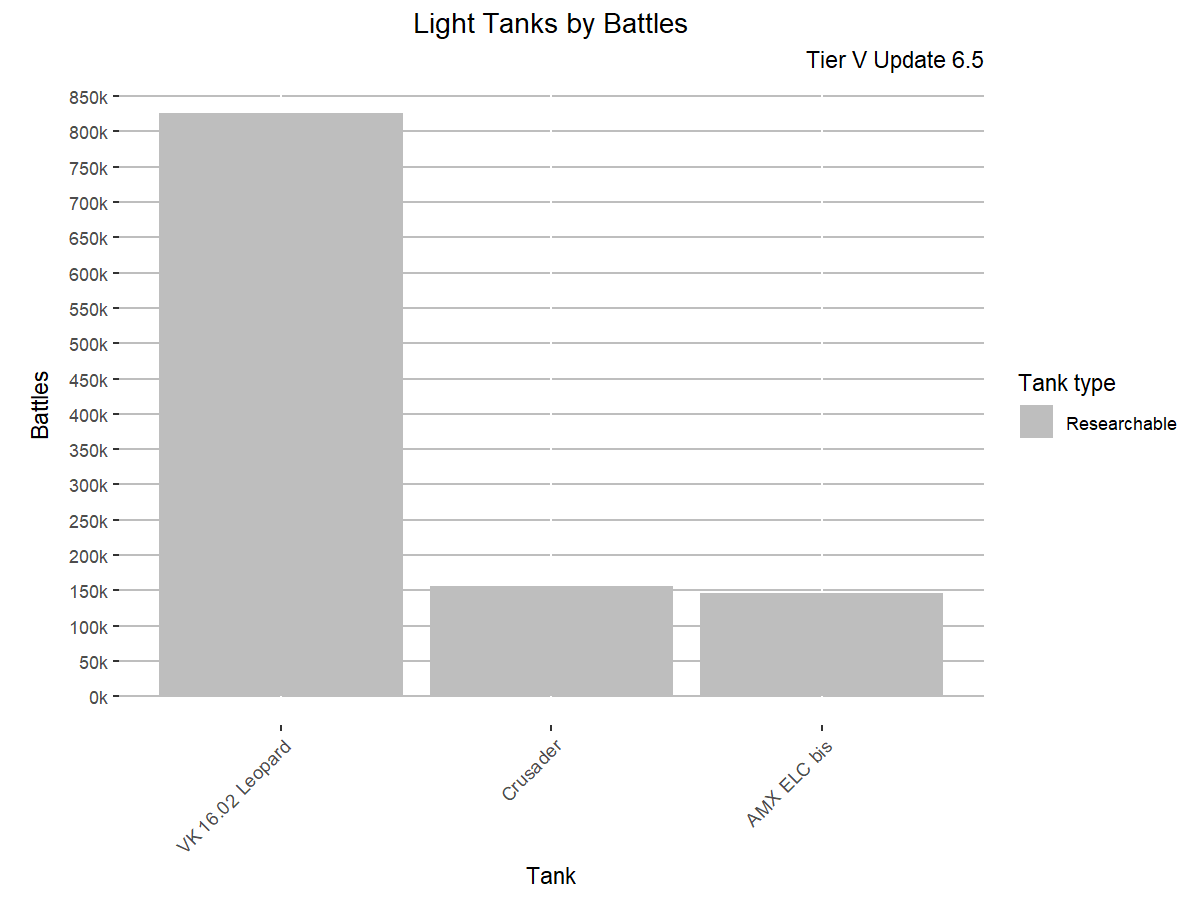 Light Tanks by Battles
Tier V Update 6.5
850k
800k
750k
700k
650k
600k
550k
500k
450k
400k
350k
300k
250k
200k
150k
100k
50k
0k
Battles
VK 16.02 Leopard
Crusader
AMX ELC bis
Tank
Tank type
Researchable